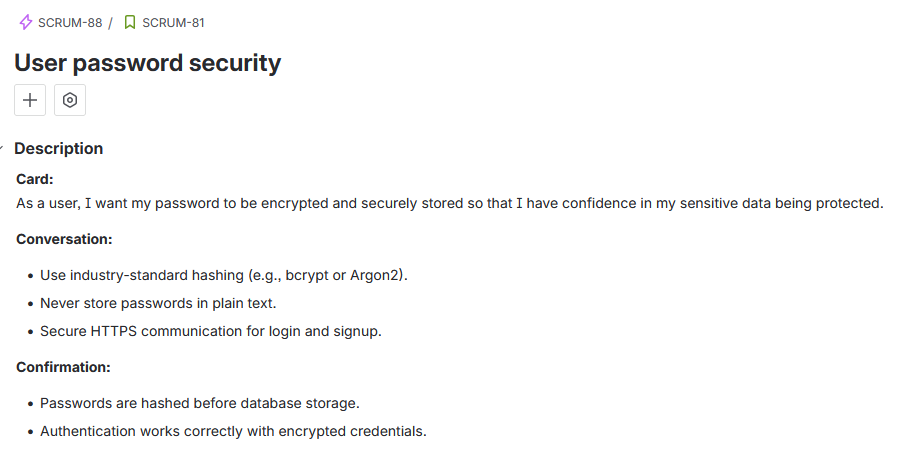 SCRUM-88 / SCRUM-81
User password security
Description
Card:
As a user, I want my password to be encrypted and securely stored so that I have confidence in my sensitive data being protected.
Conversation:
• Use industry-standard hashing (e.g., bcrypt or Argon2).
• Never store passwords in plain text.
• Secure HTTPS communication for login and signup.
Confirmation:
• Passwords are hashed before database storage.
• Authentication works correctly with encrypted credentials.